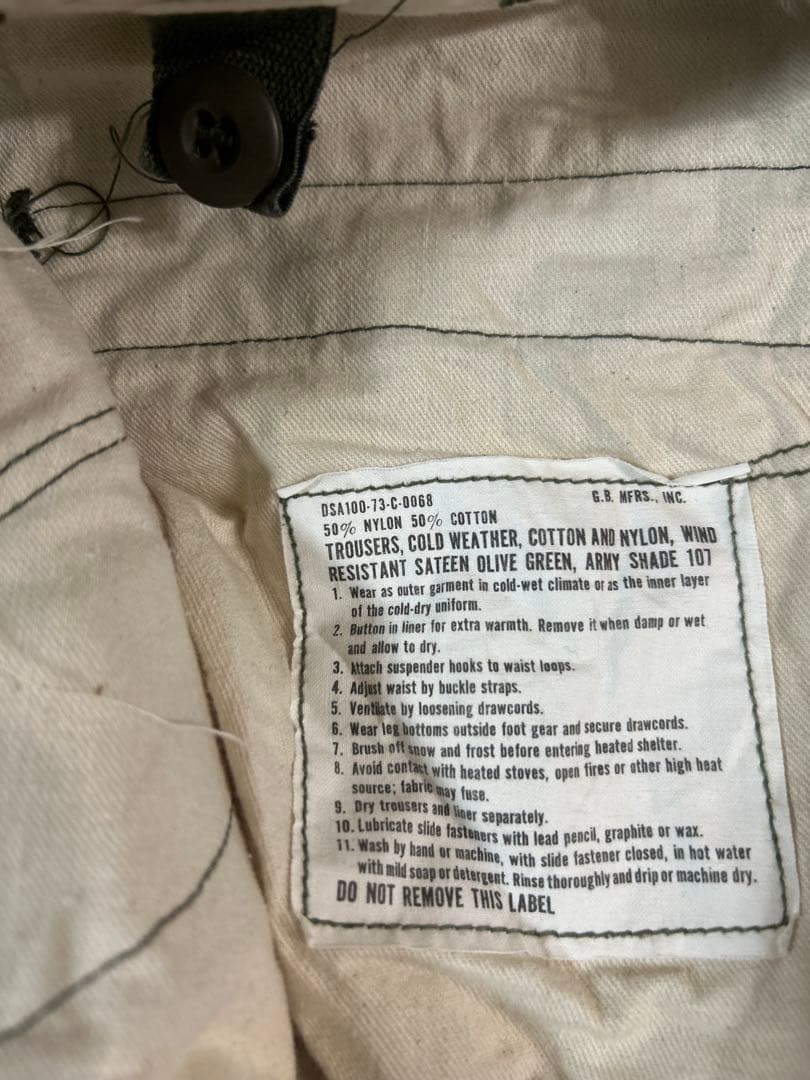 DSA100-73-C-0068 G.B. MFRS., INC.
50% NYLON 50% COTTON
TROUSERS, COLD WEATHER, COTTON AND NYLON, WIND
RESISTANT SATEEN OLIVE GREEN, ARMY SHADE 107
1. Wear as outer garment in cold-wet climate or as the inner layer
of the cold-dry uniform.
2. Button in liner for extra warmth. Remove it when damp or wet
and allow to dry.
3. Attach suspender hooks to waist loops.
4. Adjust waist by buckle straps.
5. Ventilate by loosening drawcords.
6. Wear leg bottoms outside foot gear and secure drawcords.
7. Brush off snow and frost before entering heated shelter.
8. Avoid contact with heated stoves, open fires or other high heat
source; fabric may fuse.
9. Dry trousers and liner separately.
10. Lubricate slide fasteners with lead pencil, graphite or wax.
11. Wash by hand or machine, with slide fastener closed, in hot water
with mild soap or detergent. Rinse thoroughly and drip or machine dry.
DO NOT REMOVE THIS LABEL